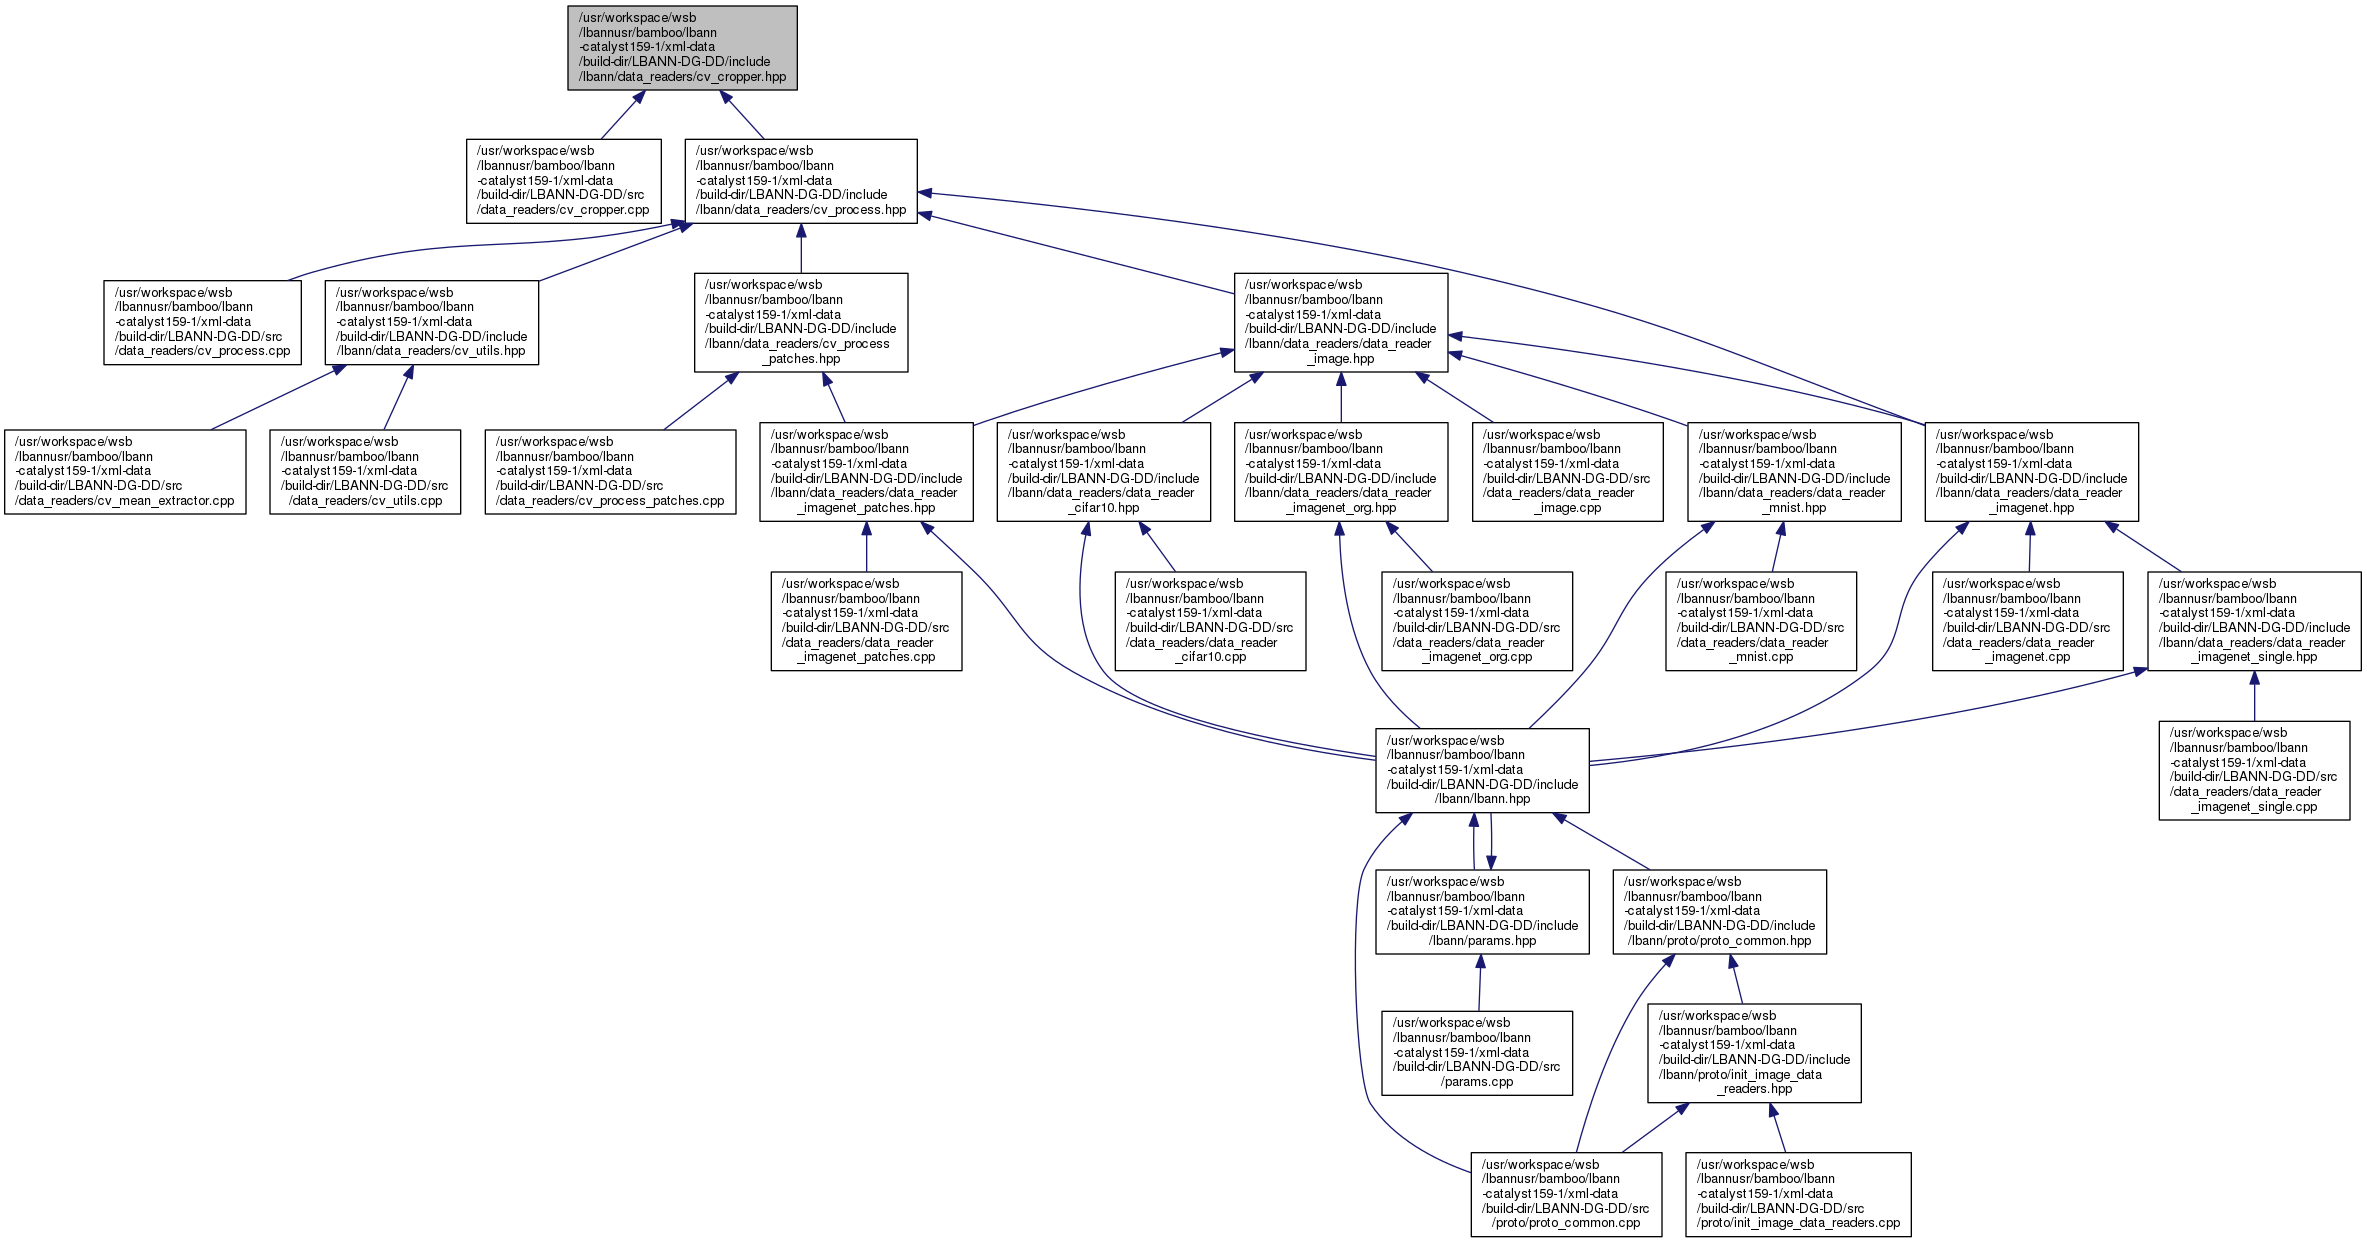 /usr/workspace/wsb
/lbannusr/bamboo/lbann
-catalyst159-1/xml-data
/build-dir/LBANN-DG-DD/include
/lbann/data_readers/cv_cropper.hpp
/usr/workspace/wsb
/lbannusr/bamboo/lbann
-catalyst159-1/xml-data
/build-dir/LBANN-DG-DD/src
/data_readers/cv_cropper.cpp
/usr/workspace/wsb
/lbannusr/bamboo/lbann
-catalyst159-1/xml-data
/build-dir/LBANN-DG-DD/include
/lbann/data_readers/cv_process.hpp
/usr/workspace/wsb
/lbannusr/bamboo/lbann
-catalyst159-1/xml-data
/build-dir/LBANN-DG-DD/src
/data_readers/cv_process.cpp
/usr/workspace/wsb
/lbannusr/bamboo/lbann
-catalyst159-1/xml-data
/build-dir/LBANN-DG-DD/include
/lbann/data_readers/cv_utils.hpp
/usr/workspace/wsb
/lbannusr/bamboo/lbann
-catalyst159-1/xml-data
/build-dir/LBANN-DG-DD/include
/lbann/data_readers/cv_process
_patches.hpp
/usr/workspace/wsb
/lbannusr/bamboo/lbann
-catalyst159-1/xml-data
/build-dir/LBANN-DG-DD/include
/lbann/data_readers/data_reader
_image.hpp
/usr/workspace/wsb
/lbannusr/bamboo/lbann
-catalyst159-1/xml-data
/build-dir/LBANN-DG-DD/src
/data_readers/cv_mean_extractor.cpp
/usr/workspace/wsb
/lbannusr/bamboo/lbann
-catalyst159-1/xml-data
/build-dir/LBANN-DG-DD/src
/data_readers/cv_utils.cpp
/usr/workspace/wsb
/lbannusr/bamboo/lbann
-catalyst159-1/xml-data
/build-dir/LBANN-DG-DD/src
/data_readers/cv_process_patches.cpp
/usr/workspace/wsb
/lbannusr/bamboo/lbann
-catalyst159-1/xml-data
/build-dir/LBANN-DG-DD/include
/lbann/data_readers/data_reader
_imagenet_patches.hpp
/usr/workspace/wsb
/lbannusr/bamboo/lbann
-catalyst159-1/xml-data
/build-dir/LBANN-DG-DD/include
/lbann/data_readers/data_reader
_cifar10.hpp
/usr/workspace/wsb
/lbannusr/bamboo/lbann
-catalyst159-1/xml-data
/build-dir/LBANN-DG-DD/include
/lbann/data_readers/data_reader
_imagenet_org.hpp
/usr/workspace/wsb
/lbannusr/bamboo/lbann
-catalyst159-1/xml-data
/build-dir/LBANN-DG-DD/src
/data_readers/data_reader
_image.cpp
/usr/workspace/wsb
/lbannusr/bamboo/lbann
-catalyst159-1/xml-data
/build-dir/LBANN-DG-DD/include
/lbann/data_readers/data_reader
_mnist.hpp
/usr/workspace/wsb
/lbannusr/bamboo/lbann
-catalyst159-1/xml-data
/build-dir/LBANN-DG-DD/include
/lbann/data_readers/data_reader
_imagenet.hpp
/usr/workspace/wsb
/lbannusr/bamboo/lbann
-catalyst159-1/xml-data
/build-dir/LBANN-DG-DD/src
/data_readers/data_reader
_imagenet_patches.cpp
/usr/workspace/wsb
/lbannusr/bamboo/lbann
-catalyst159-1/xml-data
/build-dir/LBANN-DG-DD/src
/data_readers/data_reader
_cifar10.cpp
/usr/workspace/wsb
/lbannusr/bamboo/lbann
-catalyst159-1/xml-data
/build-dir/LBANN-DG-DD/src
/data_readers/data_reader
_imagenet_org.cpp
/usr/workspace/wsb
/lbannusr/bamboo/lbann
-catalyst159-1/xml-data
/build-dir/LBANN-DG-DD/src
/data_readers/data_reader
_mnist.cpp
/usr/workspace/wsb
/lbannusr/bamboo/lbann
-catalyst159-1/xml-data
/build-dir/LBANN-DG-DD/src
/data_readers/data_reader
_imagenet.cpp
/usr/workspace/wsb
/lbannusr/bamboo/lbann
-catalyst159-1/xml-data
/build-dir/LBANN-DG-DD/include
/lbann/data_readers/data_reader
_imagenet_single.hpp
/usr/workspace/wsb
/lbannusr/bamboo/lbann
-catalyst159-1/xml-data
/build-dir/LBANN-DG-DD/include
/lbann/lbann.hpp
/usr/workspace/wsb
/lbannusr/bamboo/lbann
-catalyst159-1/xml-data
/build-dir/LBANN-DG-DD/src
/data_readers/data_reader
_imagenet_single.cpp
/usr/workspace/wsb
/lbannusr/bamboo/lbann
-catalyst159-1/xml-data
/build-dir/LBANN-DG-DD/include
/lbann/params.hpp
/usr/workspace/wsb
/lbannusr/bamboo/lbann
-catalyst159-1/xml-data
/build-dir/LBANN-DG-DD/include
/lbann/proto/proto_common.hpp
/usr/workspace/wsb
/lbannusr/bamboo/lbann
-catalyst159-1/xml-data
/build-dir/LBANN-DG-DD/src
/params.cpp
/usr/workspace/wsb
/lbannusr/bamboo/lbann
-catalyst159-1/xml-data
/build-dir/LBANN-DG-DD/include
/lbann/proto/init_image_data
_readers.hpp
/usr/workspace/wsb
/lbannusr/bamboo/lbann
-catalyst159-1/xml-data
/build-dir/LBANN-DG-DD/src
/proto/proto_common.cpp
/usr/workspace/wsb
/lbannusr/bamboo/lbann
-catalyst159-1/xml-data
/build-dir/LBANN-DG-DD/src
/proto/init_image_data_readers.cpp